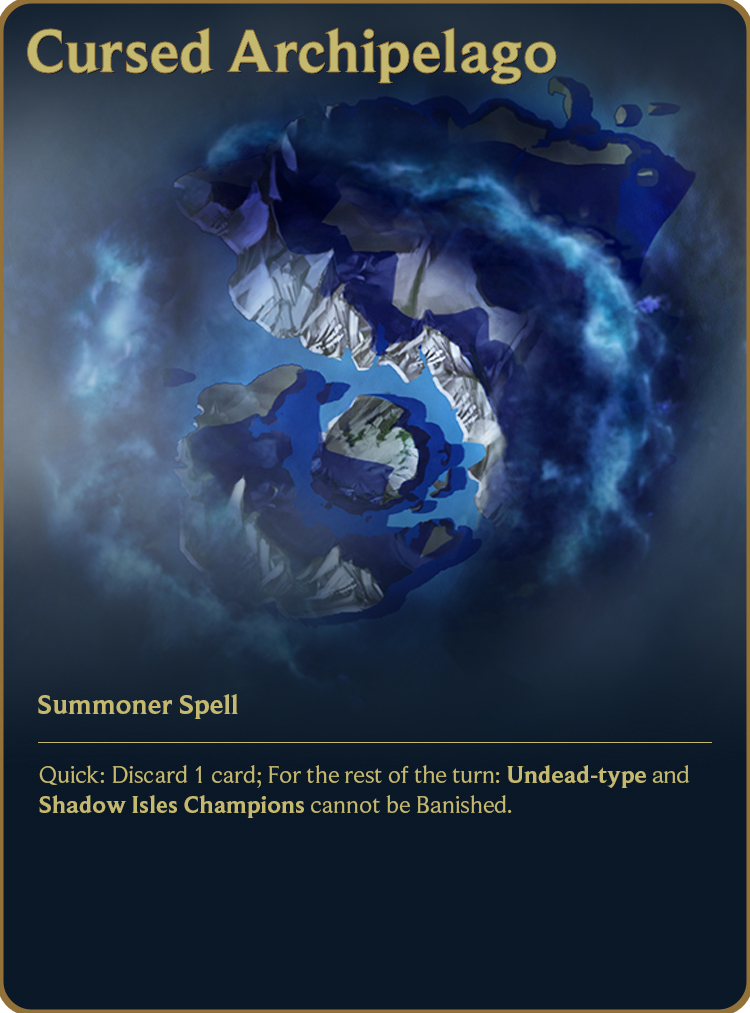 Cursed Archipelago
Summoner Spell
Quick: Discard 1 card; For the rest of the turn: Undead-type and
Shadow Isles Champions cannot be Banished.